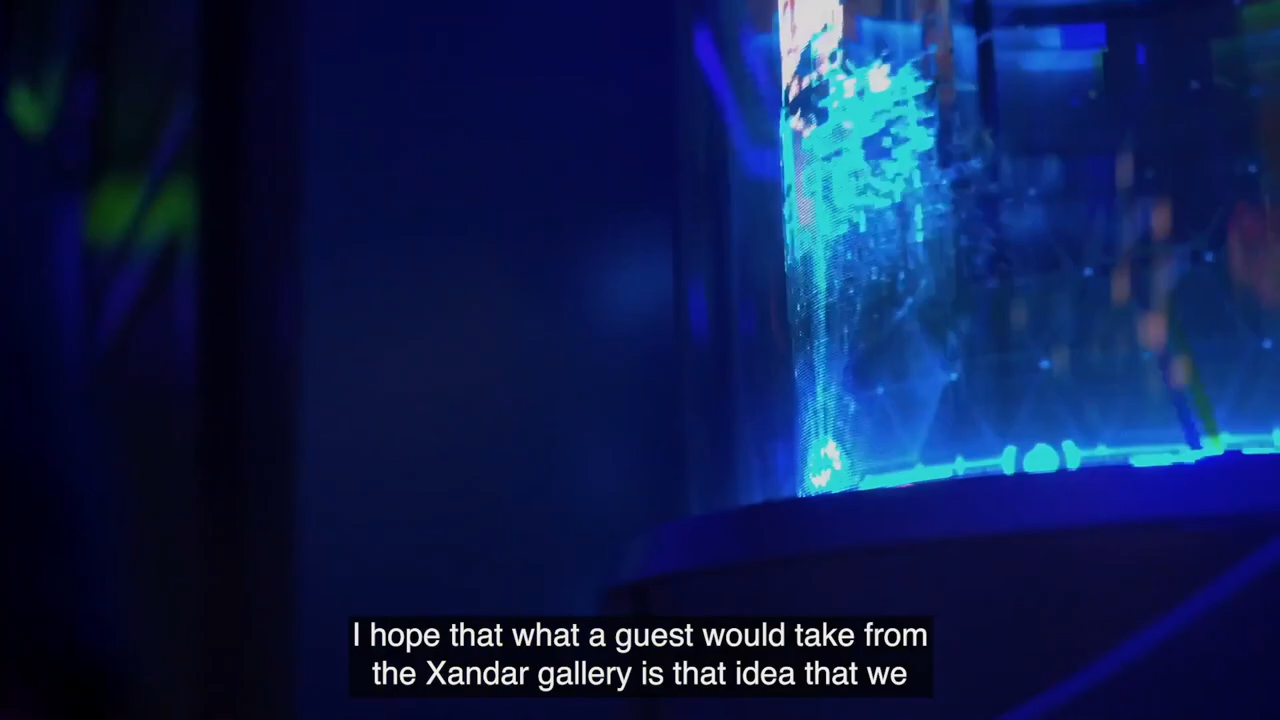 I hope that what a guest would take from
the Xandar gallery is that idea that we